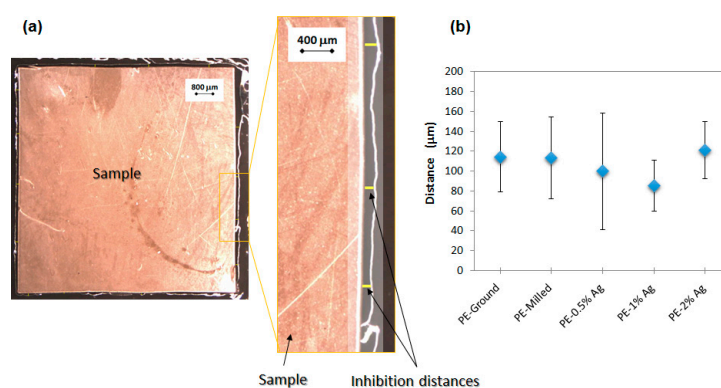 (a)
800 µm
Sample
400 µm
Sample
Inhibition distances
(b)
Distance (µm)
200
180
160
140
120
100
80
60
40
20
0
PE-Ground
PE-Milled
PE-0.5% Ag
PE-1% Ag
PE-2% Ag